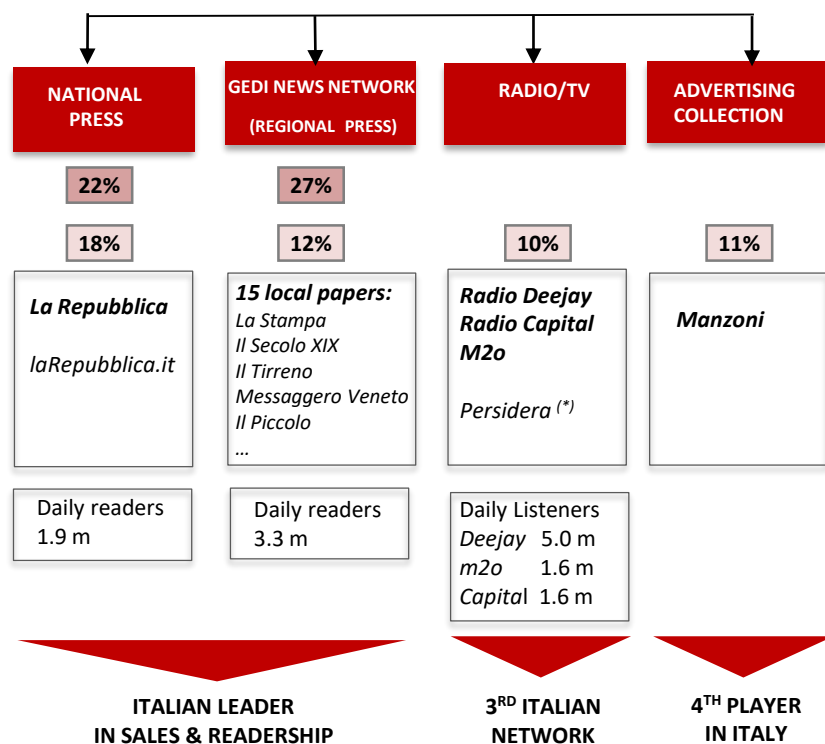 NATIONAL
PRESS
GEDI NEWS NETWORK
(REGIONAL PRESS)
RADIO/TV
ADVERTISING
COLLECTION
22%
27%
18%
12%
10%
11%
La Repubblica
laRepubblica.it
15 local papers:
La Stampa
Il Secolo XIX
Il Tirreno
Messaggero Veneto
Il Piccolo
...
Radio Deejay
Radio Capital
M2o
Persidera (*)
Manzoni
Daily readers
1.9 m
Daily readers
3.3 m
Daily Listeners
Deejay 5.0 m
m2o 1.6 m
Capital 1.6 m
ITALIAN LEADER
IN SALES & READERSHIP
3RD ITALIAN
NETWORK
4TH PLAYER
IN ITALY